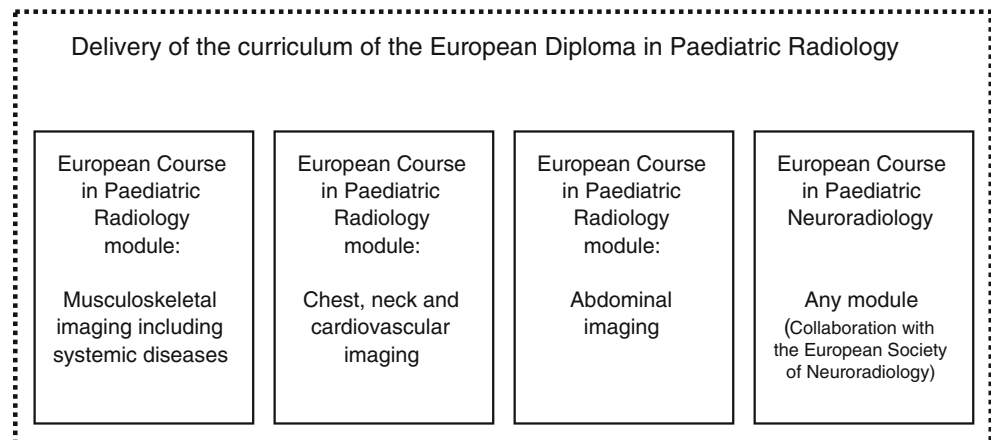 Delivery of the curriculum of the European Diploma in Paediatric Radiology
European Course
in Paediatric
Radiology
module:
Musculoskeletal
imaging including
systemic diseases
European Course
in Paediatric
Radiology
module:
Chest, neck and
cardiovascular
imaging
European Course
in Paediatric
Radiology
module:
Abdominal
imaging
European Course
in Paediatric
Neuroradiology
Any module
(Collaboration with
the European Society
of Neuroradiology)